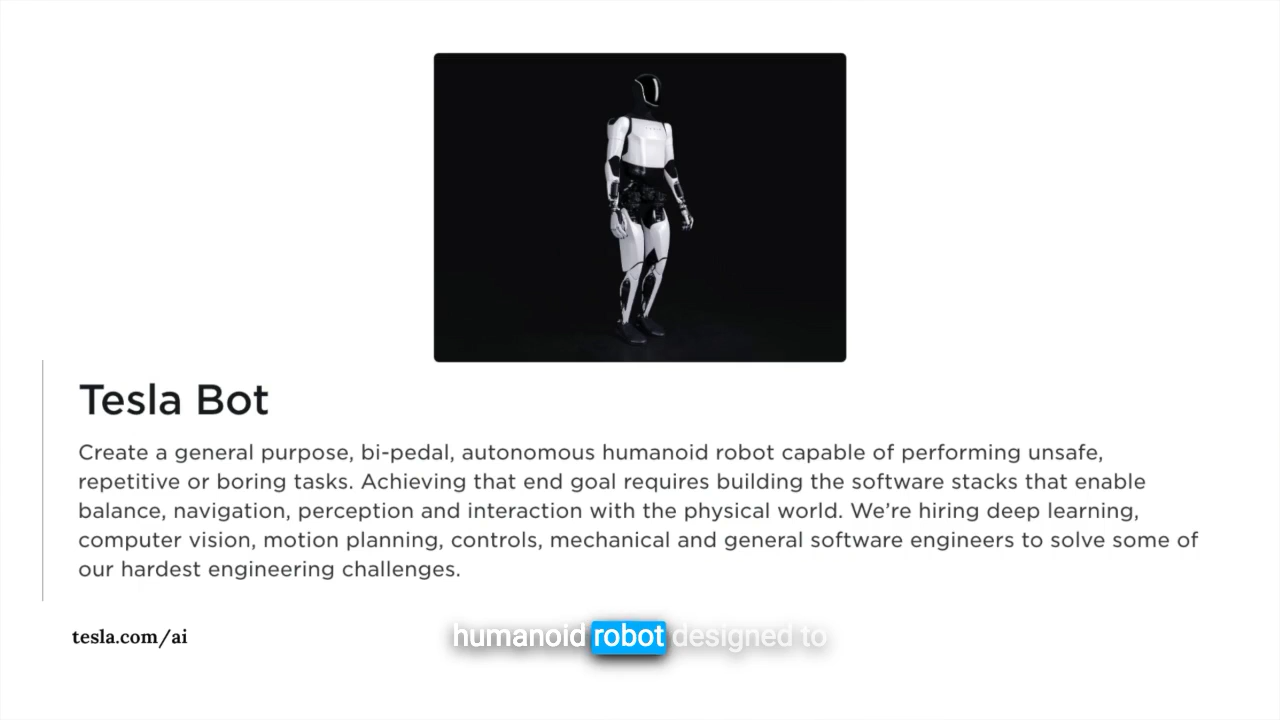 Tesla Bot
Create a general purpose, bi-pedal, autonomous humanoid robot capable of performing unsafe,
repetitive or boring tasks. Achieving that end goal requires building the software stacks that enable
balance, navigation, perception and interaction with the physical world. We’re hiring deep learning,
computer vision, motion planning, controls, mechanical and general software engineers to solve some of
our hardest engineering challenges.
tesla.com/ai
humanoid robot designed to